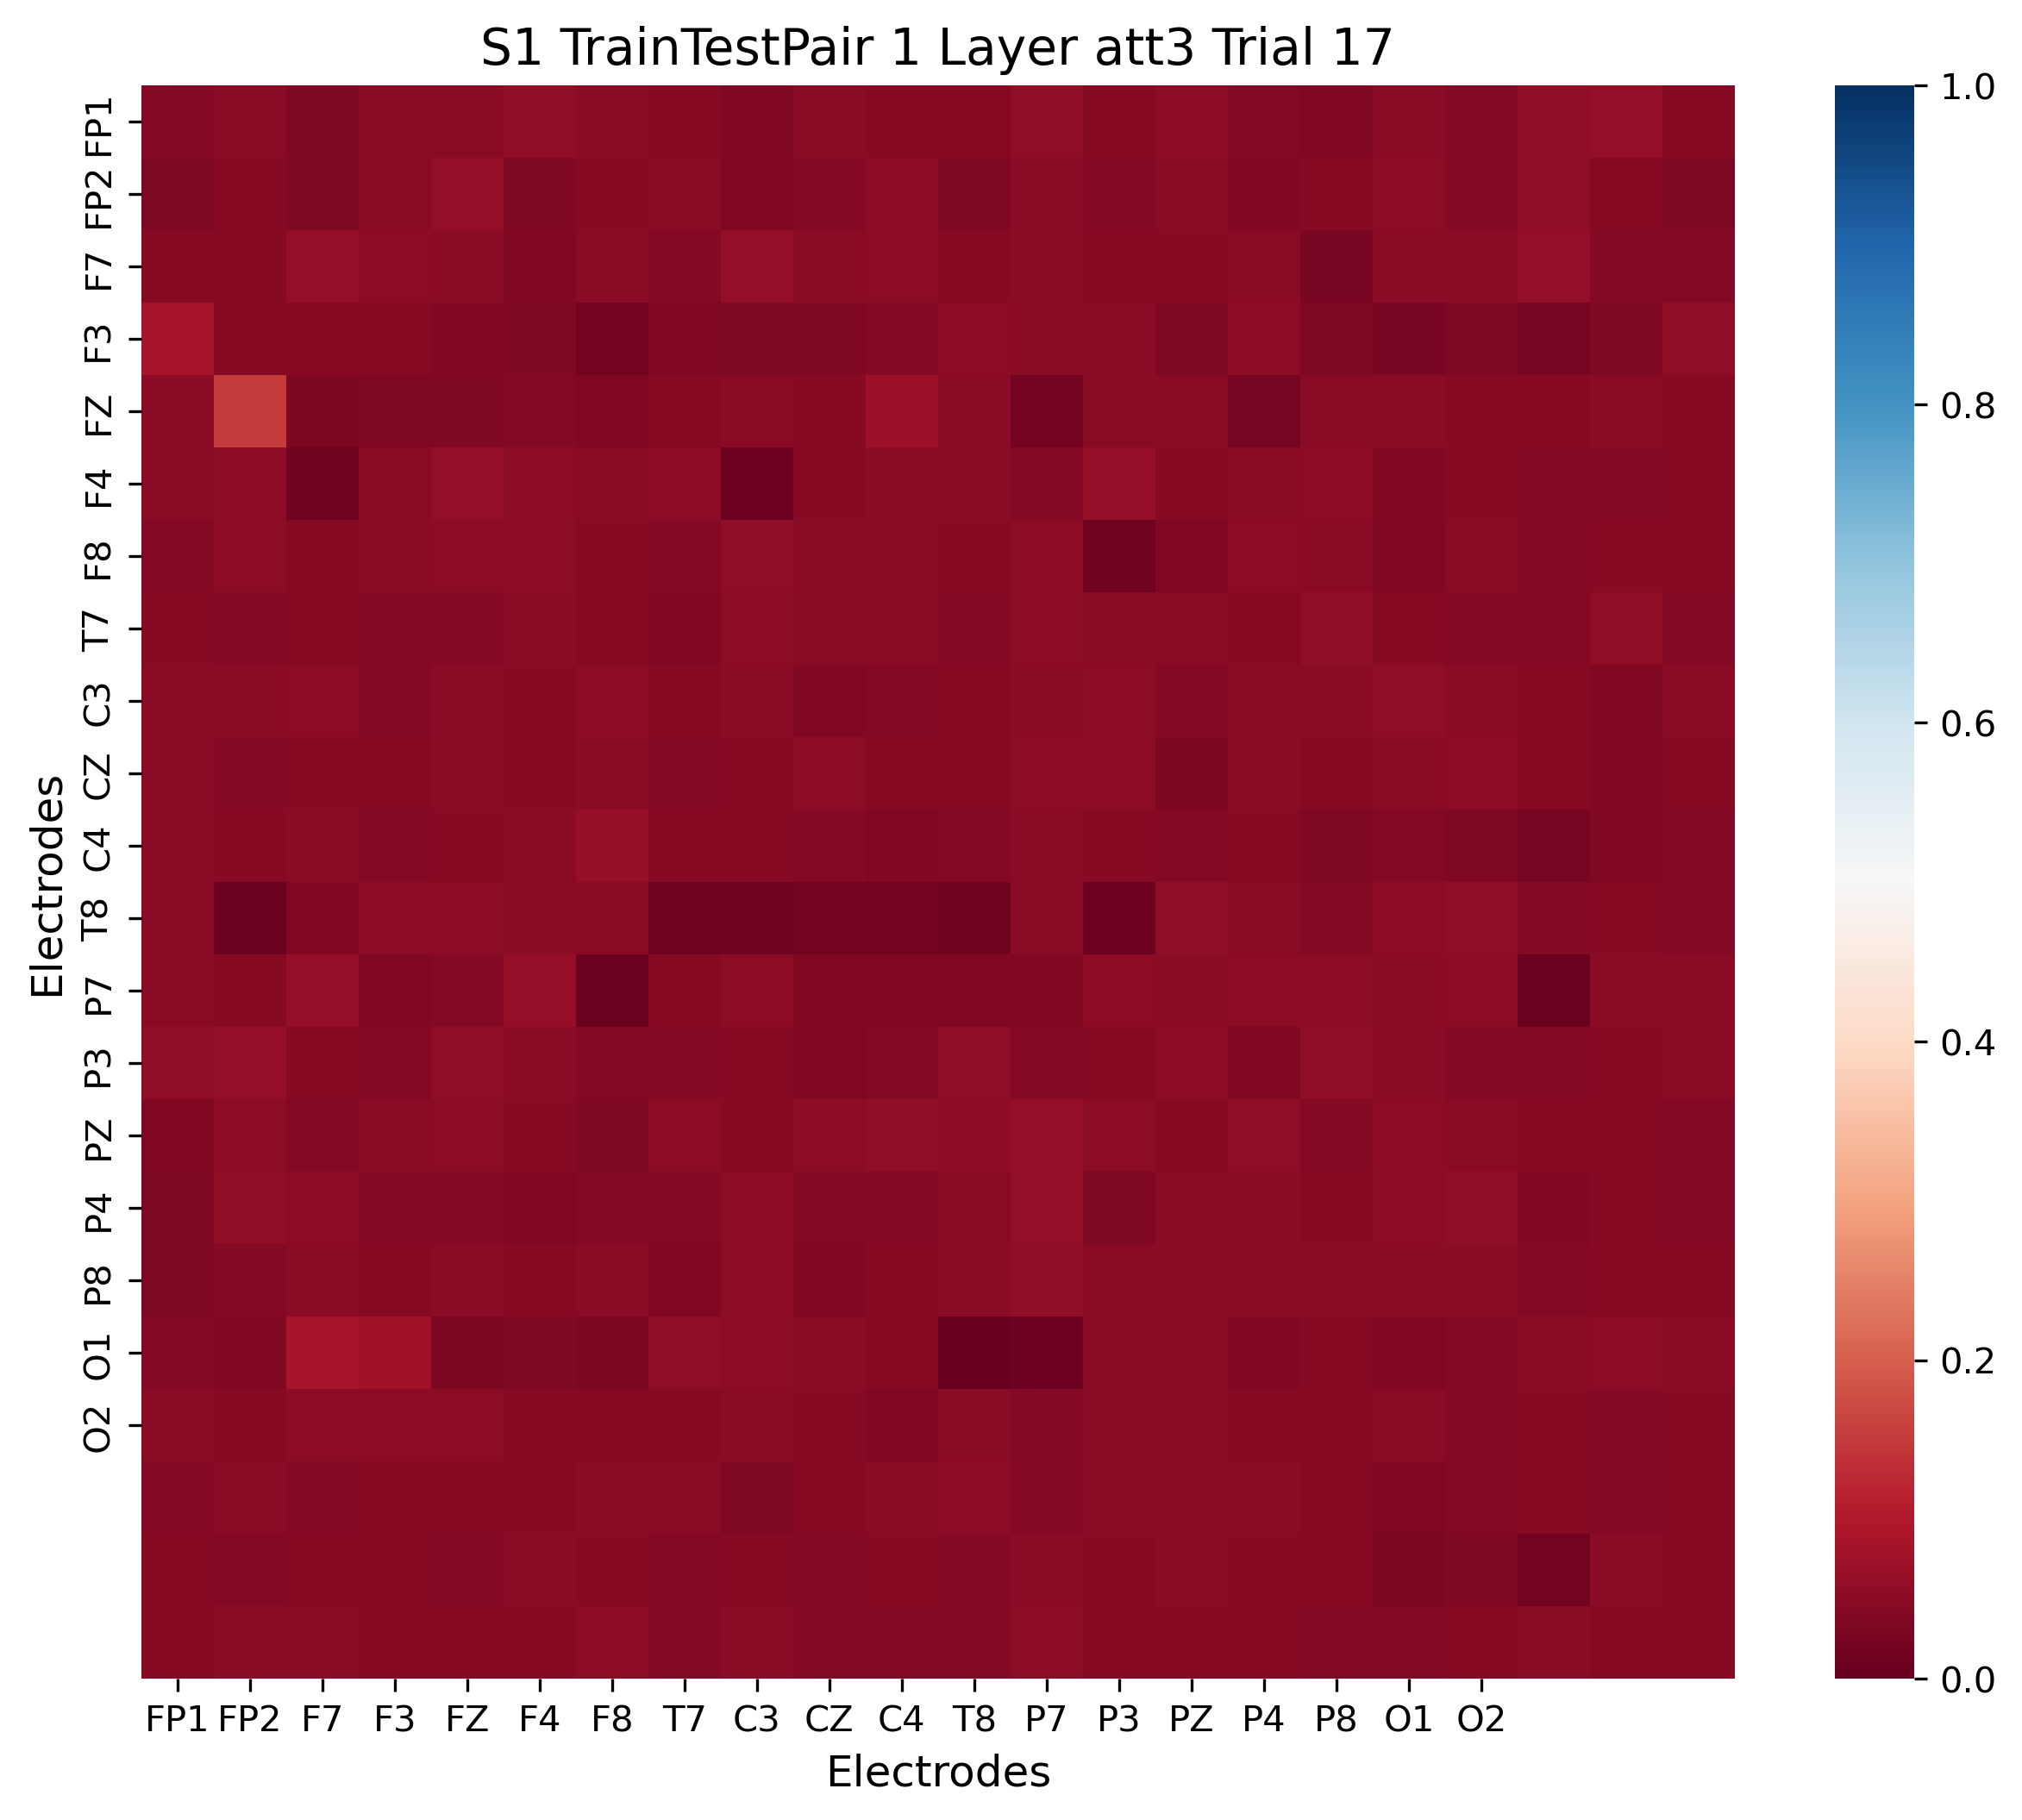 S1 TrainTestPair 1 Layer att3 Trial 17
Electrodes
FP1
FP2
F7
F3
FZ
F4
F8
T7
C3
CZ
C4
T8
P7
P3
PZ
P4
P8
O1
O2
FP1 FP2 F7 F3 FZ F4 F8 T7 C3 CZ C4 T8 P7 P3 PZ P4 P8 O1 O2
Electrodes
1.0
0.8
0.6
0.4
0.2
0.0